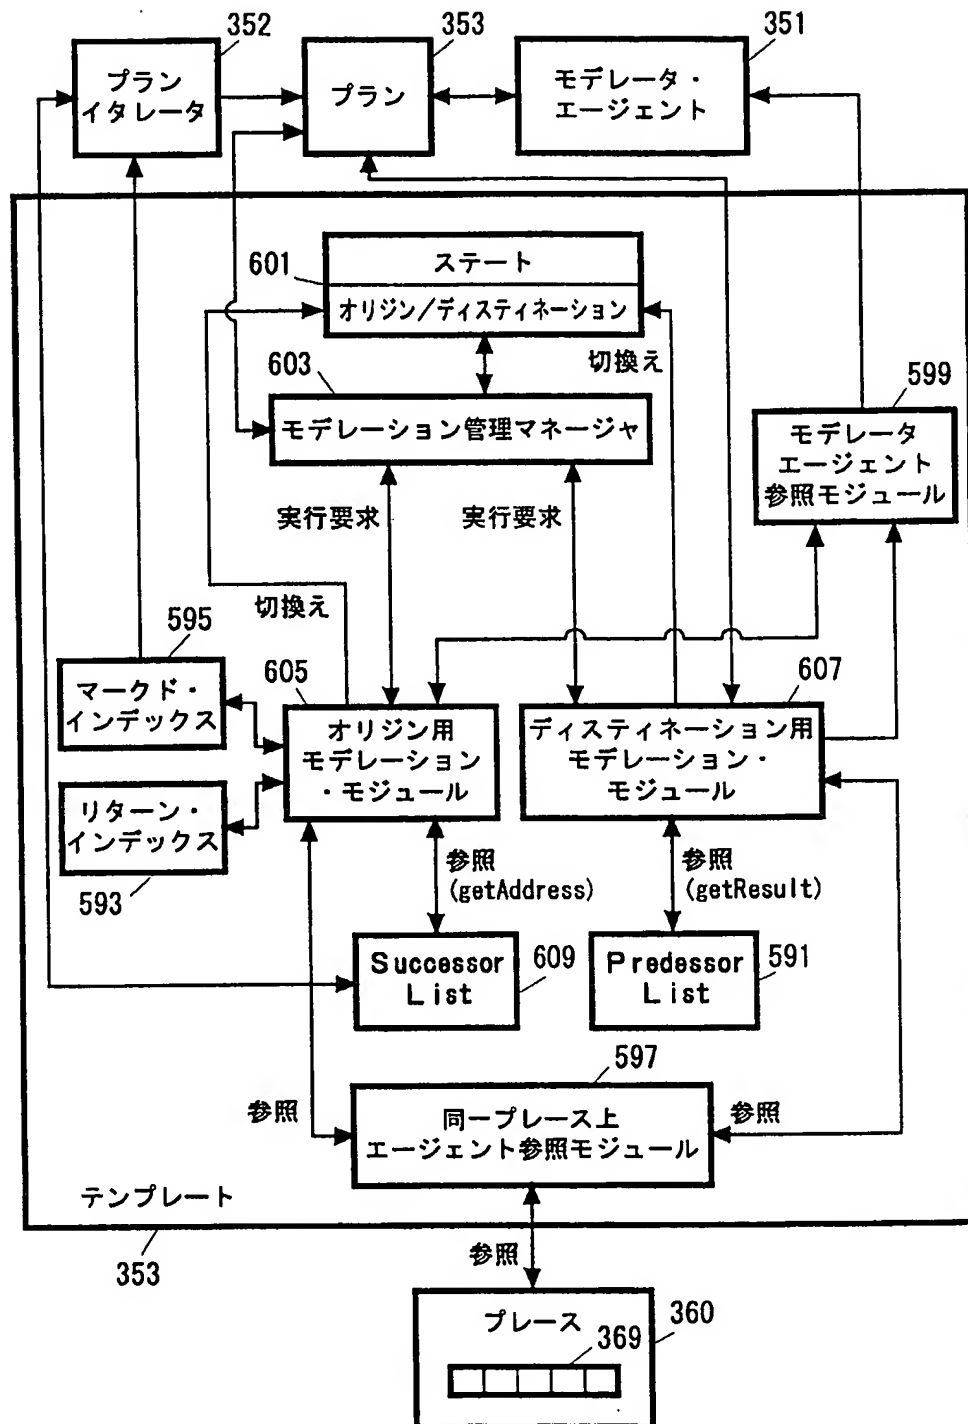 352
353
351
プラン
イタレータ
プラン
モデレータ・
エージェント
601
ステート
オリジン／ディスティネーション
切換え
603
モデレーション管理マネージャ
599
モデレータ
エージェント
参照モジュール
実行要求
実行要求
切換え
595
マークド・
インデックス
605
オリジン用
モデレーション
・モジュール
607
ディスティネーション用
モデレーション・
モジュール
リターン・
インデックス
593
参照
(getAddress)
参照
(getResult)
Successor
List
609
Predessor
List
591
597
参照
同一プレース上
エージェント参照モジュール
参照
テンプレート
353
参照
プレース
360
369